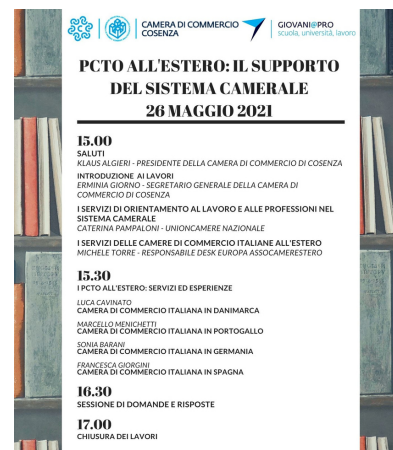 CAMERA DI COMMERCIO
COSENZA
GIOVANI@PRO
scuola, università, lavoro
PCTO ALL'ESTERO: IL SUPPORTO
DEL SISTEMA CAMERALE
26 MAGGIO 2021
15.00
SALUTI
KLAUS ALGIERI - PRESIDENTE DELLA CAMERA DI COMMERCIO DI COSENZA
INTRODUZIONE AI LAVORI
ERMINIA GIORNO - SEGRETARIO GENERALE DELLA CAMERA DI
COMMERCIO DI COSENZA
I SERVIZI DI ORIENTAMENTO AL LAVORO E ALLE PROFESSIONI NEL
SISTEMA CAMERALE
CATERINA PAMPALONI - UNIONCAMERE NAZIONALE
I SERVIZI DELLE CAMERE DI COMMERCIO ITALIANE ALL'ESTERO
MICHELE TORRE - RESPONSABILE DESK EUROPA ASSOCAMERESTERO
15.30
I PCTO ALL'ESTERO: SERVIZI ED ESPERIENZE
LUCA CAVINATO
CAMERA DI COMMERCIO ITALIANA IN DANIMARCA
MARCELLO MENICHETTI
CAMERA DI COMMERCIO ITALIANA IN PORTOGALLO
SONIA BARANI
CAMERA DI COMMERCIO ITALIANA IN GERMANIA
FRANCESCA GIORGINI
CAMERA DI COMMERCIO ITALIANA IN SPAGNA
16.30
SESSIONE DI DOMANDE E RISPOSTE
17.00
CHIUSURA DEI LAVORI